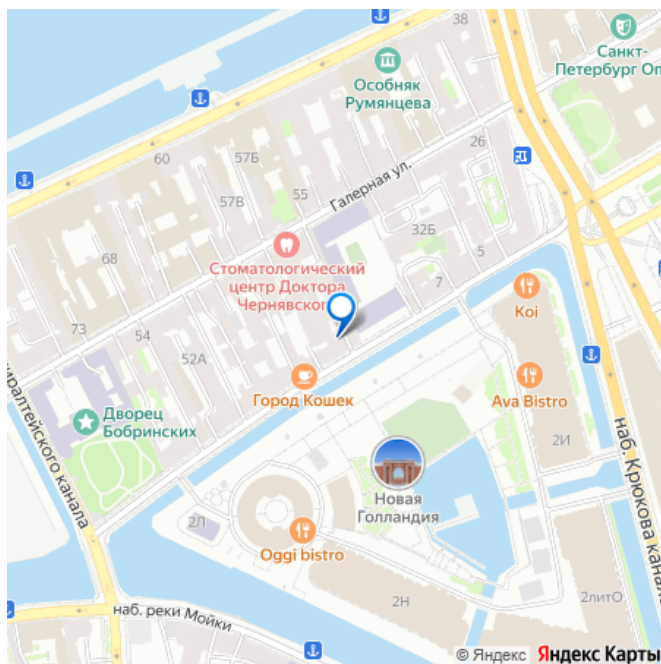 38
Санкт-
Петербург Оп
Особняк
Румянцева
60
57Б
57В
55
Галерная ул.
26
32Б
68
Стоматологический
центр Доктора
Чернявского
5
7
Koi
73
54
52А
Город Кошек
Ava Bistro
Дворец
Бобринских
2И
Новая
Голландия
иралтейского канала
наб. Крюкова кана
2Л
Oggi bistro
2Н
2литО
наб. реки Мойки
© Яндекс Яндекс Карты